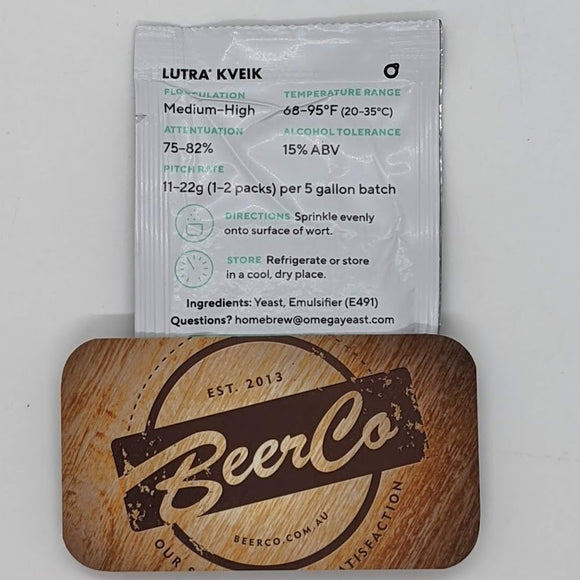 LUTRA® KVEIK
FLOCCULATION TEMPERATURE RANGE
Medium–High 68–95°F (20–35°C)
ATTENTUATION ALCOHOL TOLERANCE
75–82% 15% ABV
PITCH RATE
11–22g (1–2 packs) per 5 gallon batch
DIRECTIONS Sprinkle evenly
onto surface of wort.
STORE Refrigerate or store
in a cool, dry place.
Ingredients: Yeast, Emulsifier (E491)
Questions? homebrew@omegayeast.com
EST. 2013
BeerCo
BEERCO.COM.AU
OUR